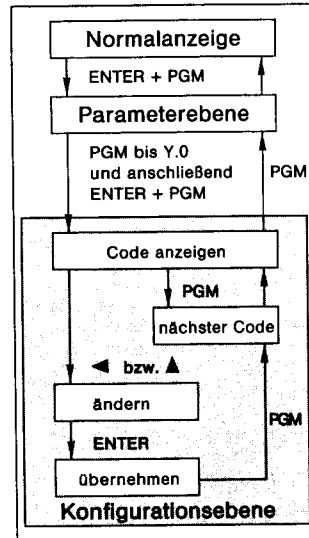 Normalanzeige
ENTER + PGM
Parameterebene
PGM bis Y.0
und anschließend
ENTER + PGM
PGM
Code anzeigen
PGM
nächster Code
◄ bzw. ▲
ändern
PGM
ENTER
übernehmen
Konfigurationsebene